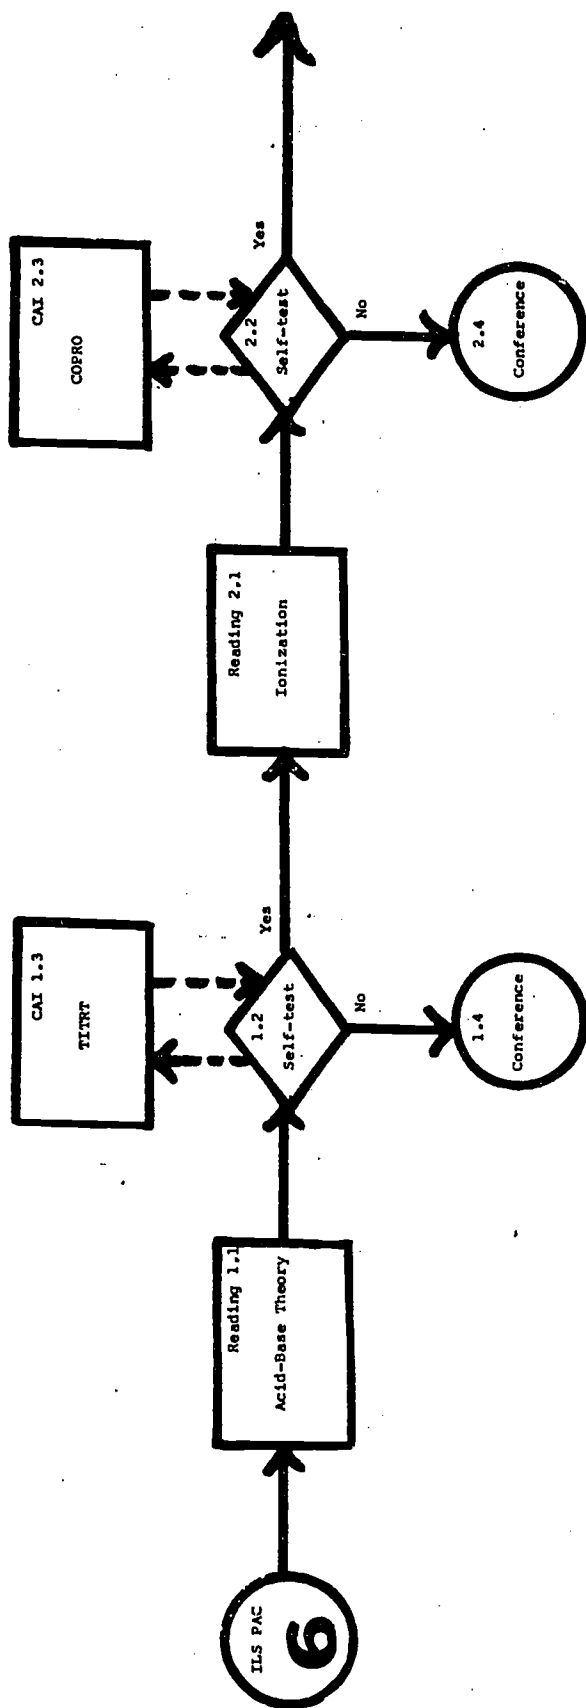 ILS PAC
6
Reading 1.1
Acid-Base Theory
1.2
Self-test
Yes
No
CAI 1.3
TITRT
1.4
Conference
Reading 2.1
Ionization
2.2
Self-test
Yes
No
CAI 2.3
COPRO
2.4
Conference